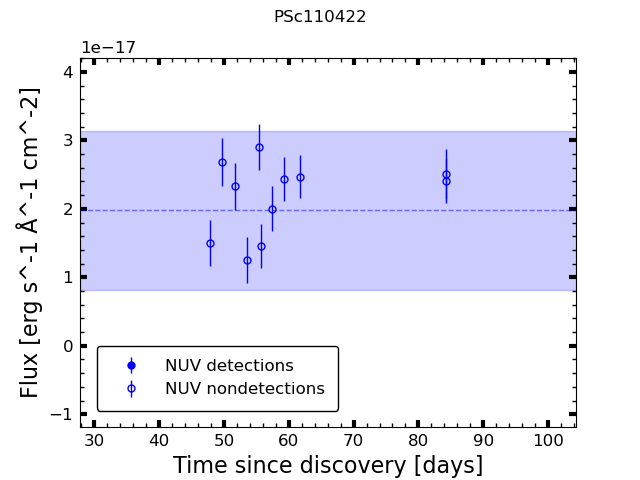 PSc110422
1e−17
4
3
2
1
0
−1
Flux [erg s^-1 Å^-1 cm^-2]
NUV detections
NUV nondetections
30 40 50 60 70 80 90 100
Time since discovery [days]